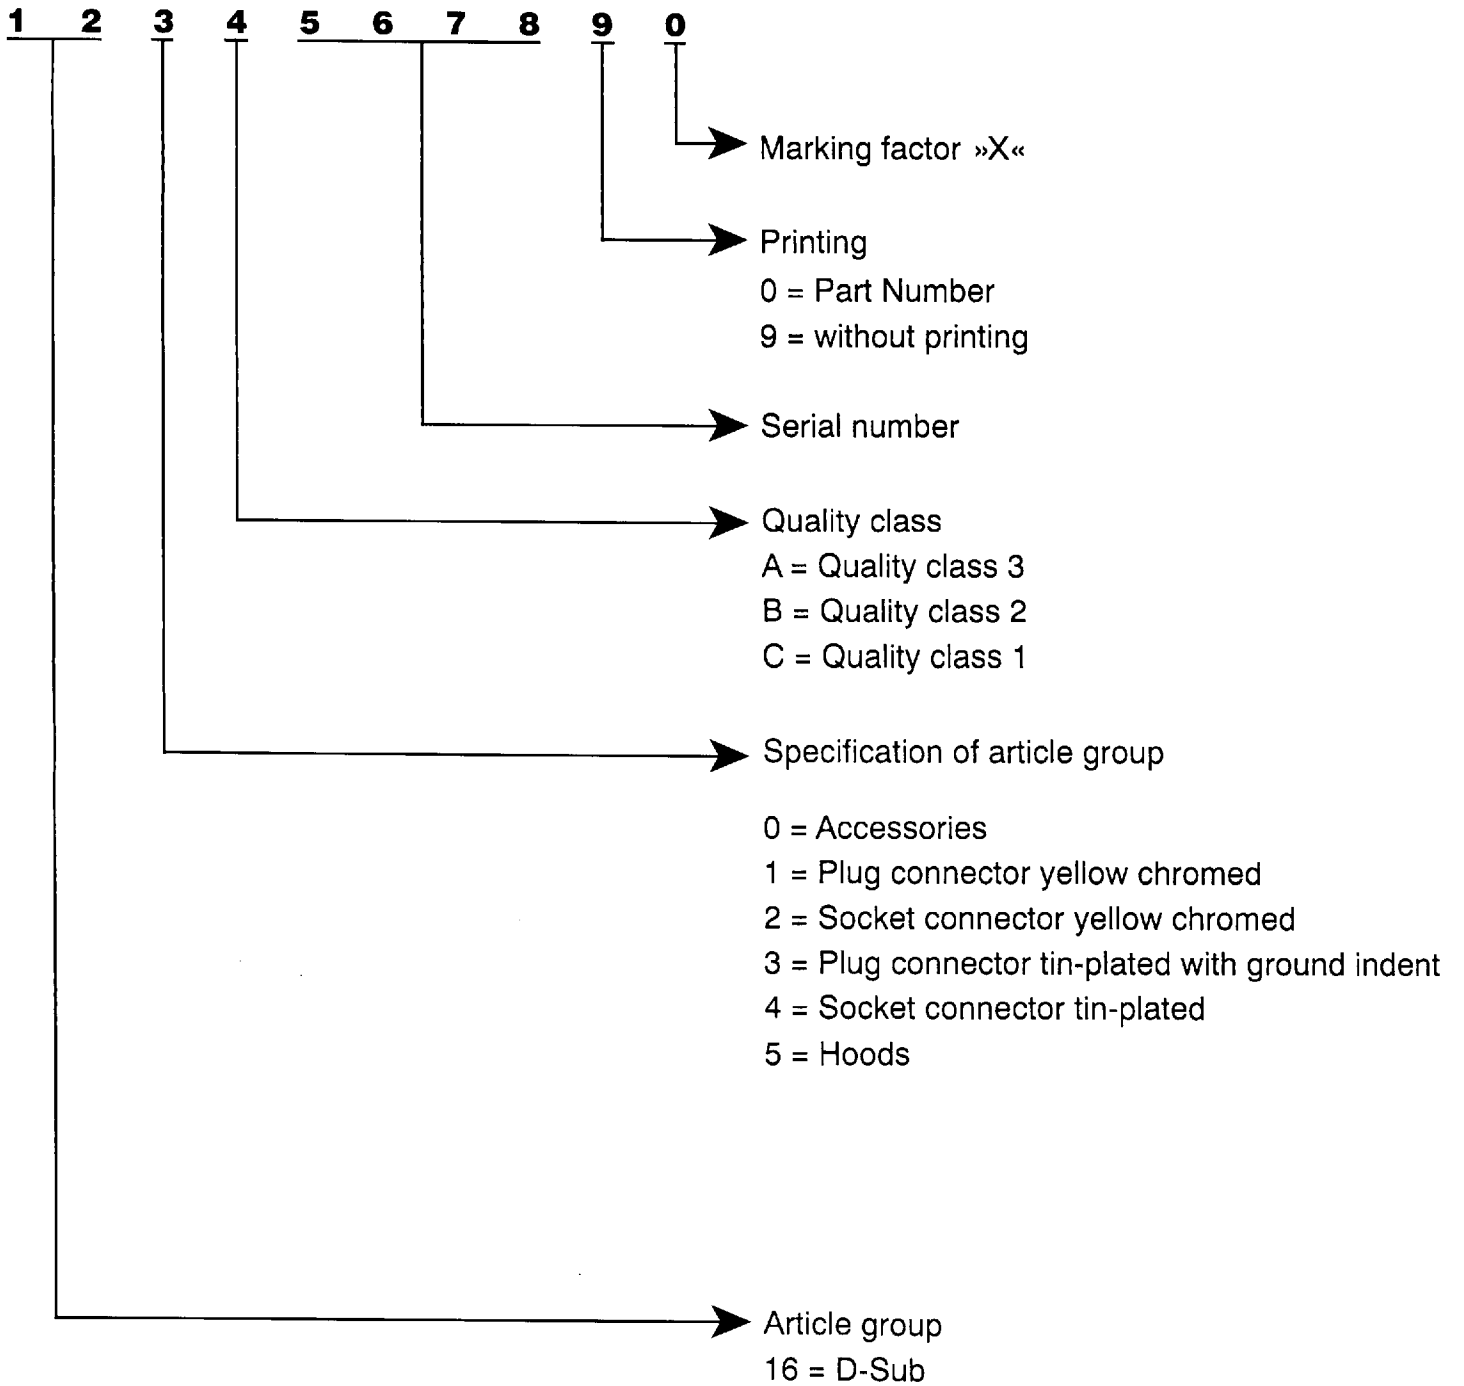 1 2 3 4 5 6 7 8 9 0
Marking factor »X«
Printing
0 = Part Number
9 = without printing
Serial number
Quality class
A = Quality class 3
B = Quality class 2
C = Quality class 1
Specification of article group
0 = Accessories
1 = Plug connector yellow chromed
2 = Socket connector yellow chromed
3 = Plug connector tin-plated with ground indent
4 = Socket connector tin-plated
5 = Hoods
Article group
16 = D-Sub